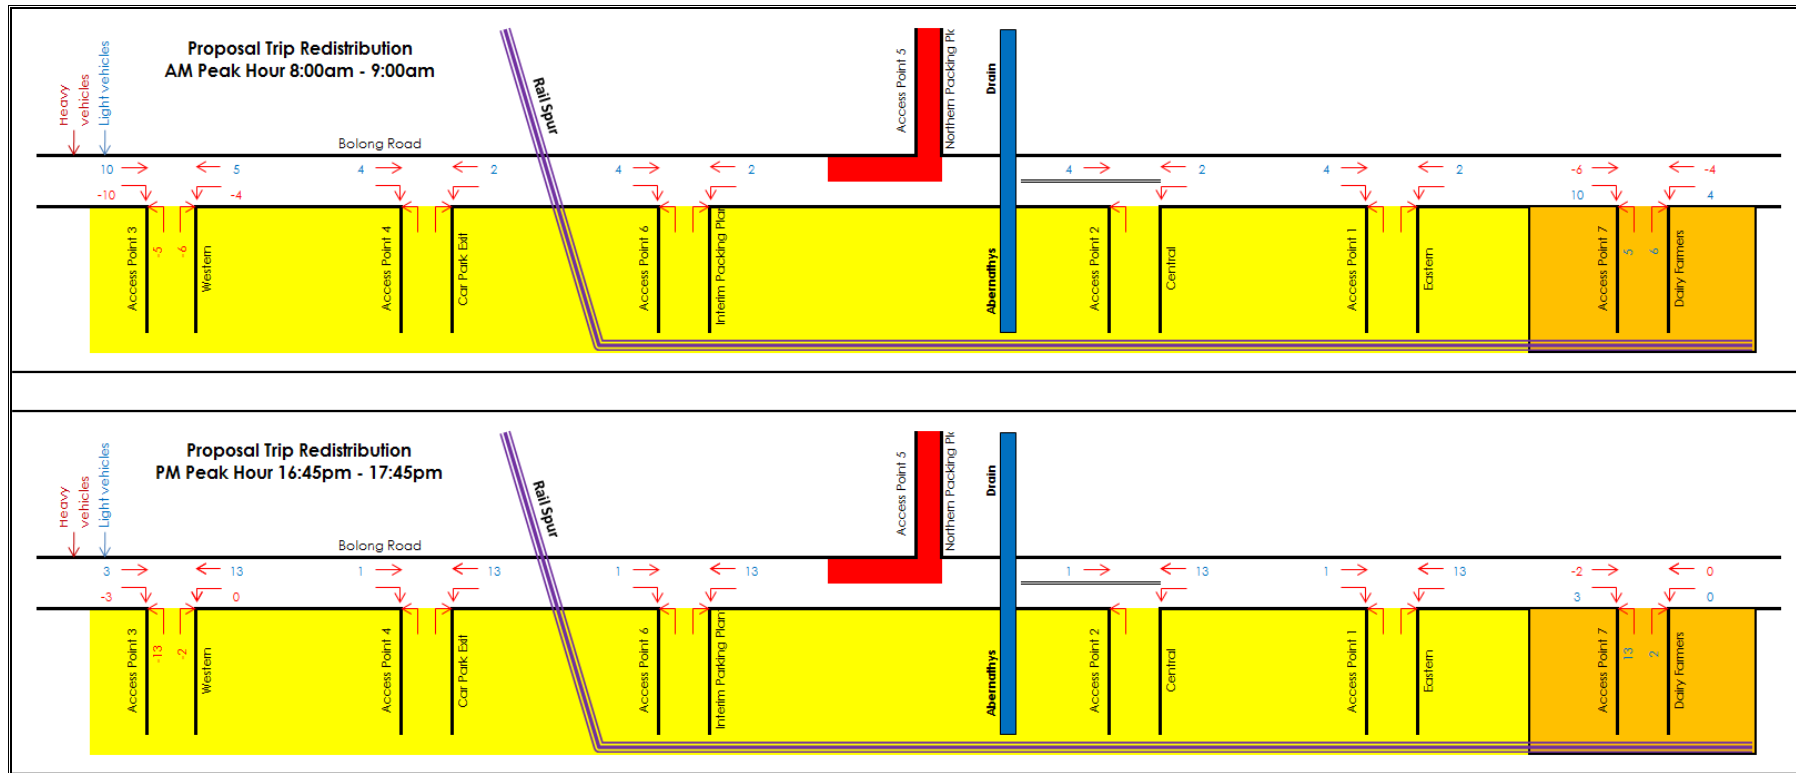 Proposal Trip Redistribution
AM Peak Hour 8:00am - 9:00am
Heavy
vehicles
Light vehicles
Rail Spur
Access Point 5
Northern Packing
Drain
Bolong Road
10 5 4 2 4 2 4 2 4 2 -6 -4
-10 -4 10 4
Access Point 3
-5
-6
Western
Access Point 4
Car Park Exit
Access Point 6
Interim Packing
Abernathys
Access Point 2
Central
Access Point 1
Eastern
Access Point 7
5
6
Dairy Farmers
Proposal Trip Redistribution
PM Peak Hour 16:45pm - 17:45pm
Heavy
vehicles
Light vehicles
Rail Spur
Access Point 5
Northern Packing
Drain
Bolong Road
3 13 1 13 1 13 1 13 1 13 -2 0
-3 0 3 0
Access Point 3
-13
-2
Western
Access Point 4
Car Park Exit
Access Point 6
Interim Parking
Abernathys
Access Point 2
Central
Access Point 1
Eastern
Access Point 7
13
2
Dairy Farmers